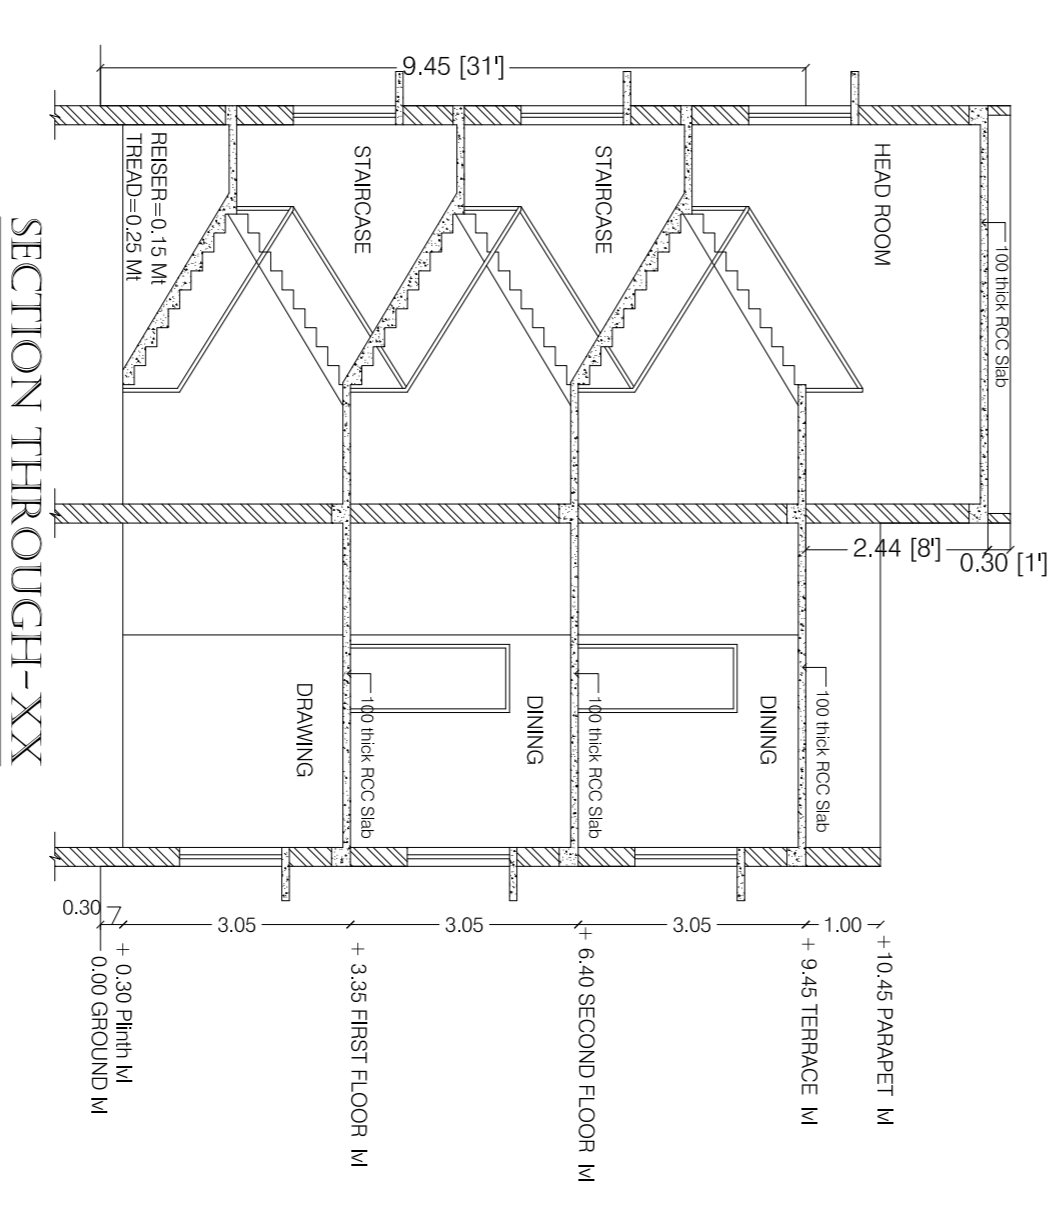 9.45 [31']
HEAD ROOM
100 thick RCC Slab
STAIRCASE
STAIRCASE
REISER=0.15 Mt
TREAD=0.25 Mt
2.44 [8']
0.30 [1']
DINING
100 thick RCC Slab
DINING
100 thick RCC Slab
DRAWING
100 thick RCC Slab
0.30
3.05
3.05
3.05
1.00
+10.45 PARAPET M
+ 9.45 TERRACE M
+ 6.40 SECOND FLOOR M
+ 3.35 FIRST FLOOR M
+ 0.30 Plinth M
0.00 GROUND M
SECTION THROUGH-XX